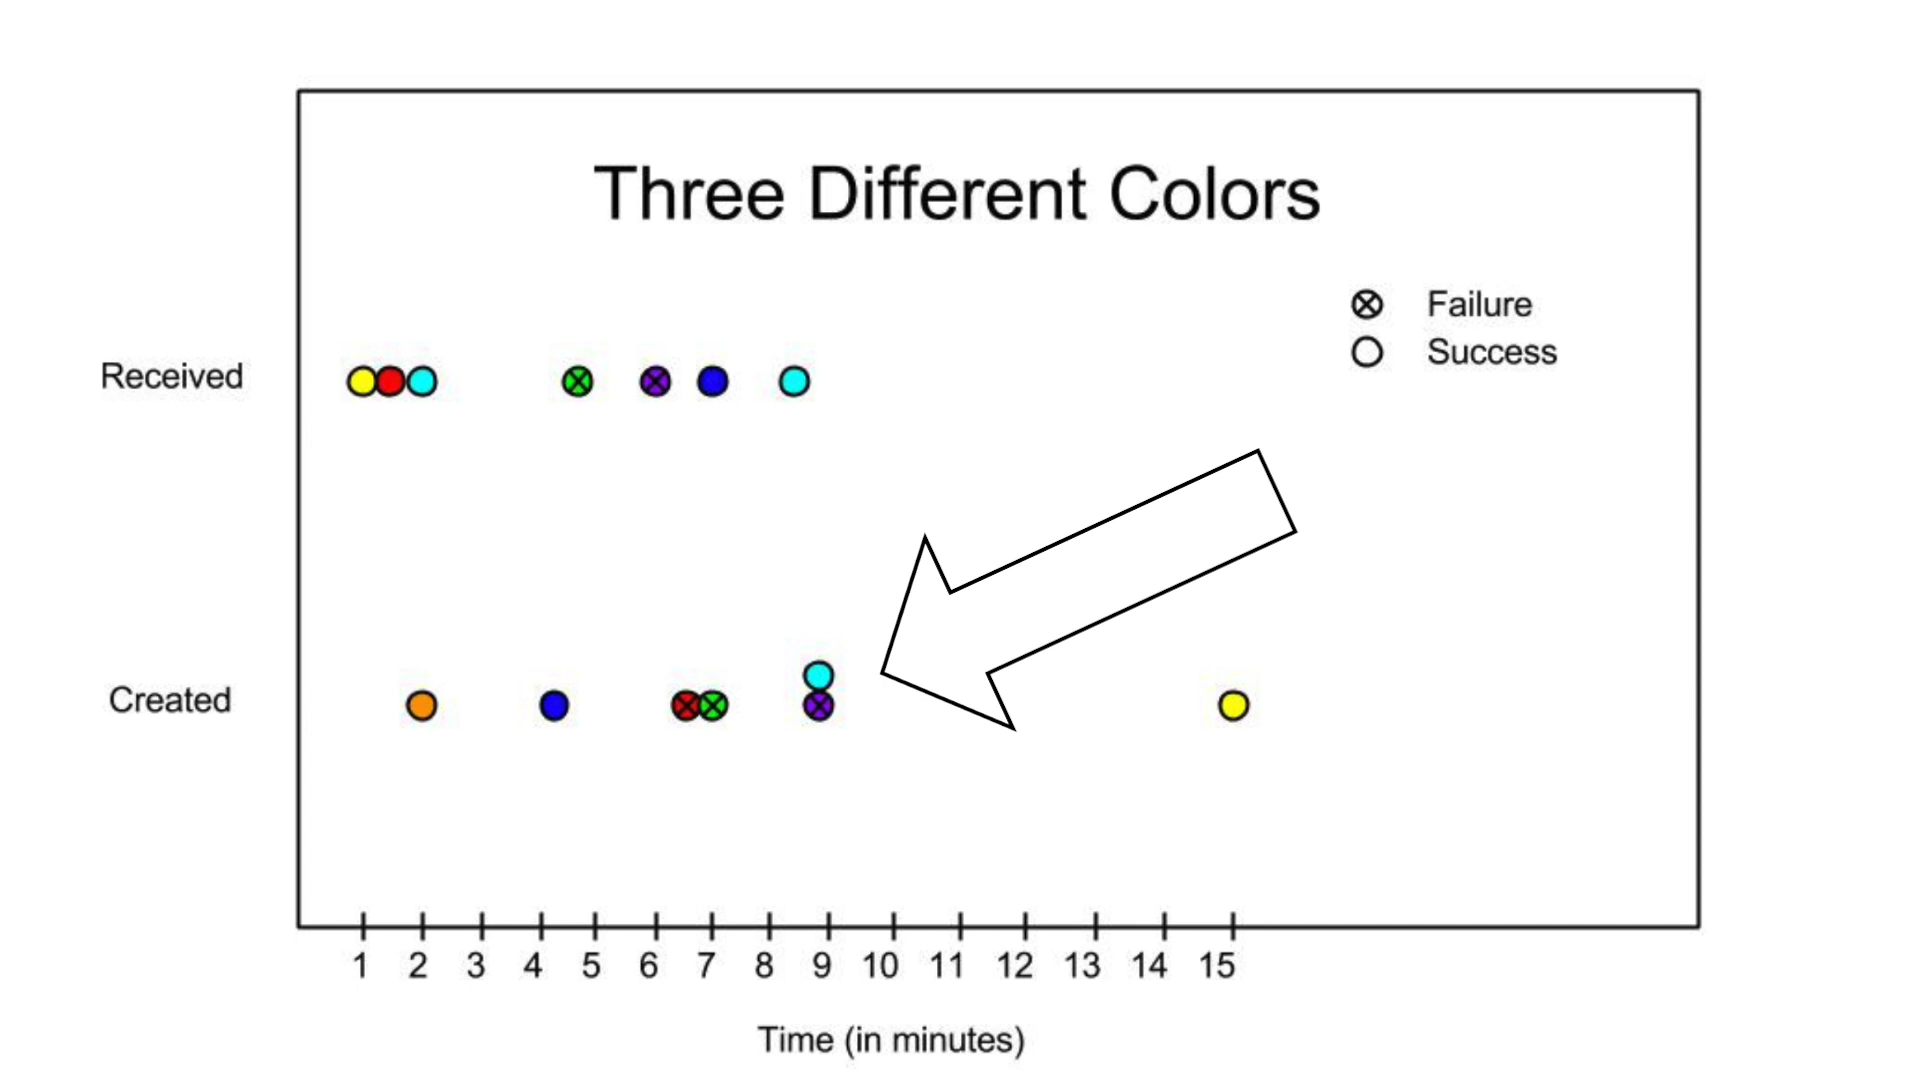 Three Different Colors
Failure
Success
Received
Created
1 2 3 4 5 6 7 8 9 10 11 12 13 14 15
Time (in minutes)